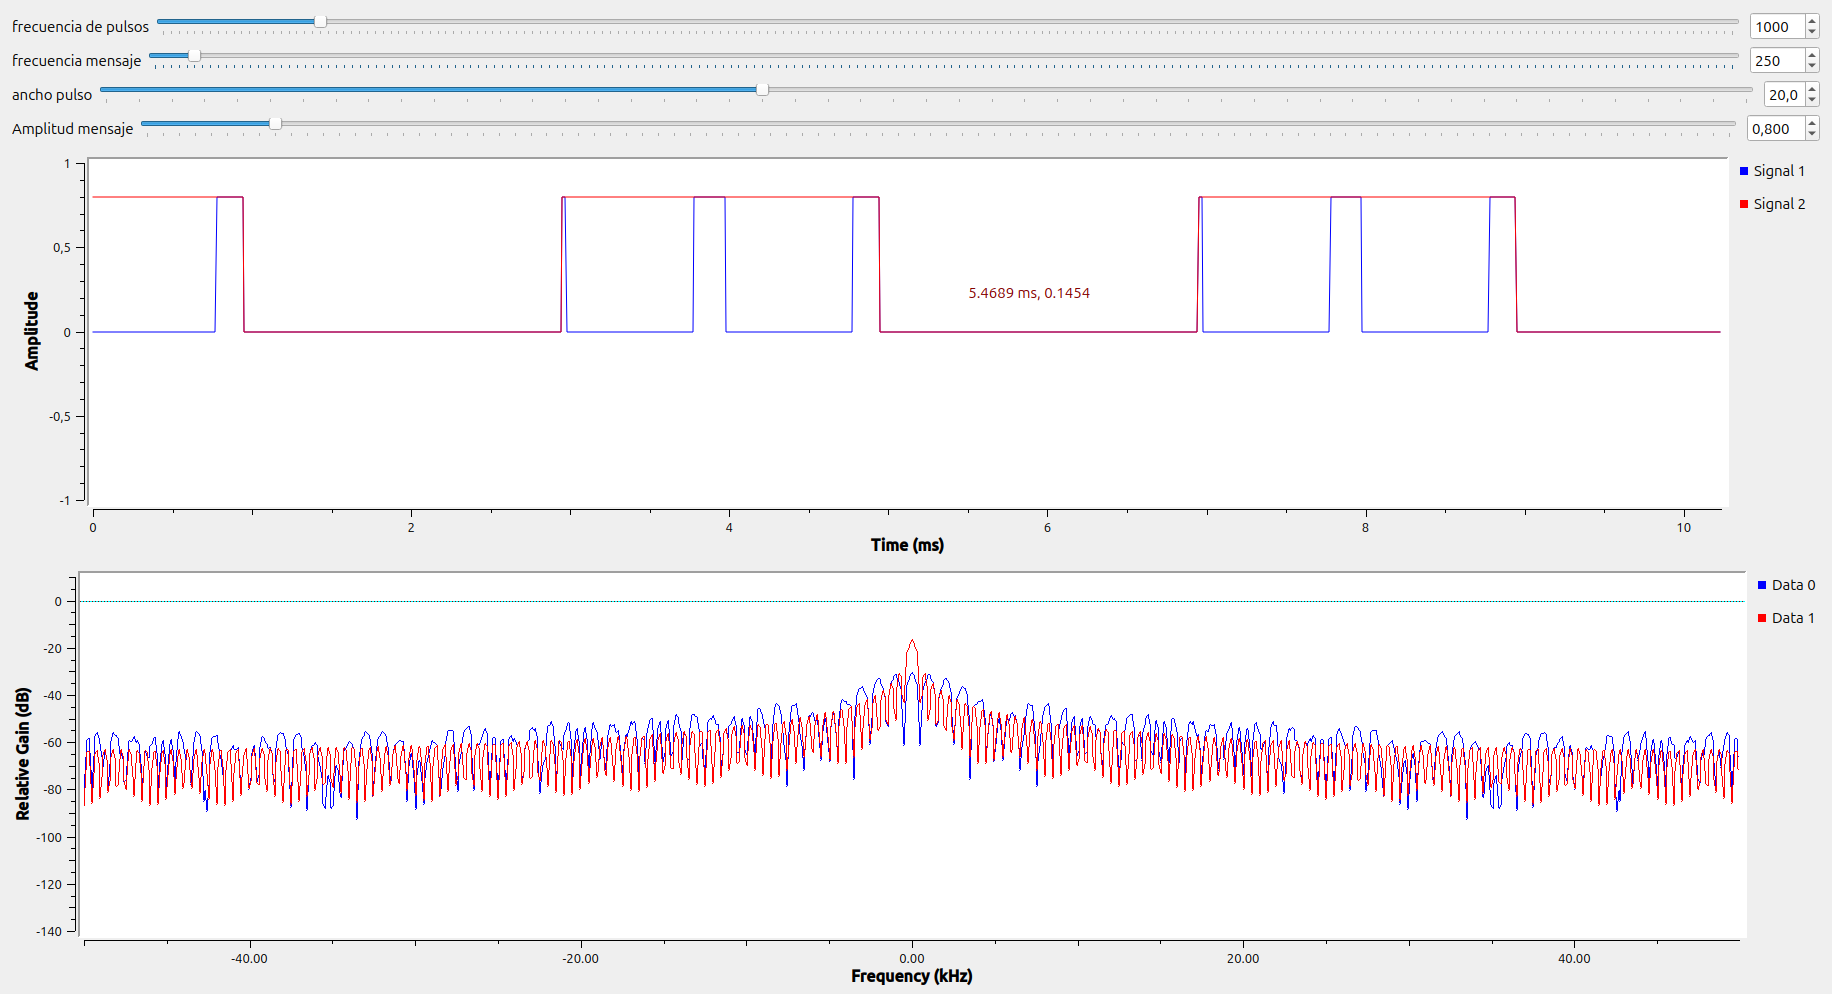 frecuencia de pulsos 1000
frecuencia mensaje 250
ancho pulso 20,0
Amplitud mensaje 0,800
1
0,5
0
-0,5
-1
Amplitude
5.4689 ms, 0.1454
Signal 1
Signal 2
0 2 4 6 8 10
Time (ms)
0
-20
-40
-60
-80
-100
-120
-140
Relative Gain (dB)
Data 0
Data 1
-40.00 -20.00 0.00 20.00 40.00
Frequency (kHz)